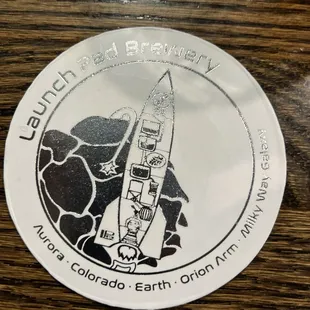 Launch Pad Brewery
Aurora · Colorado · Earth · Orion Arm · Milky Way Galaxy